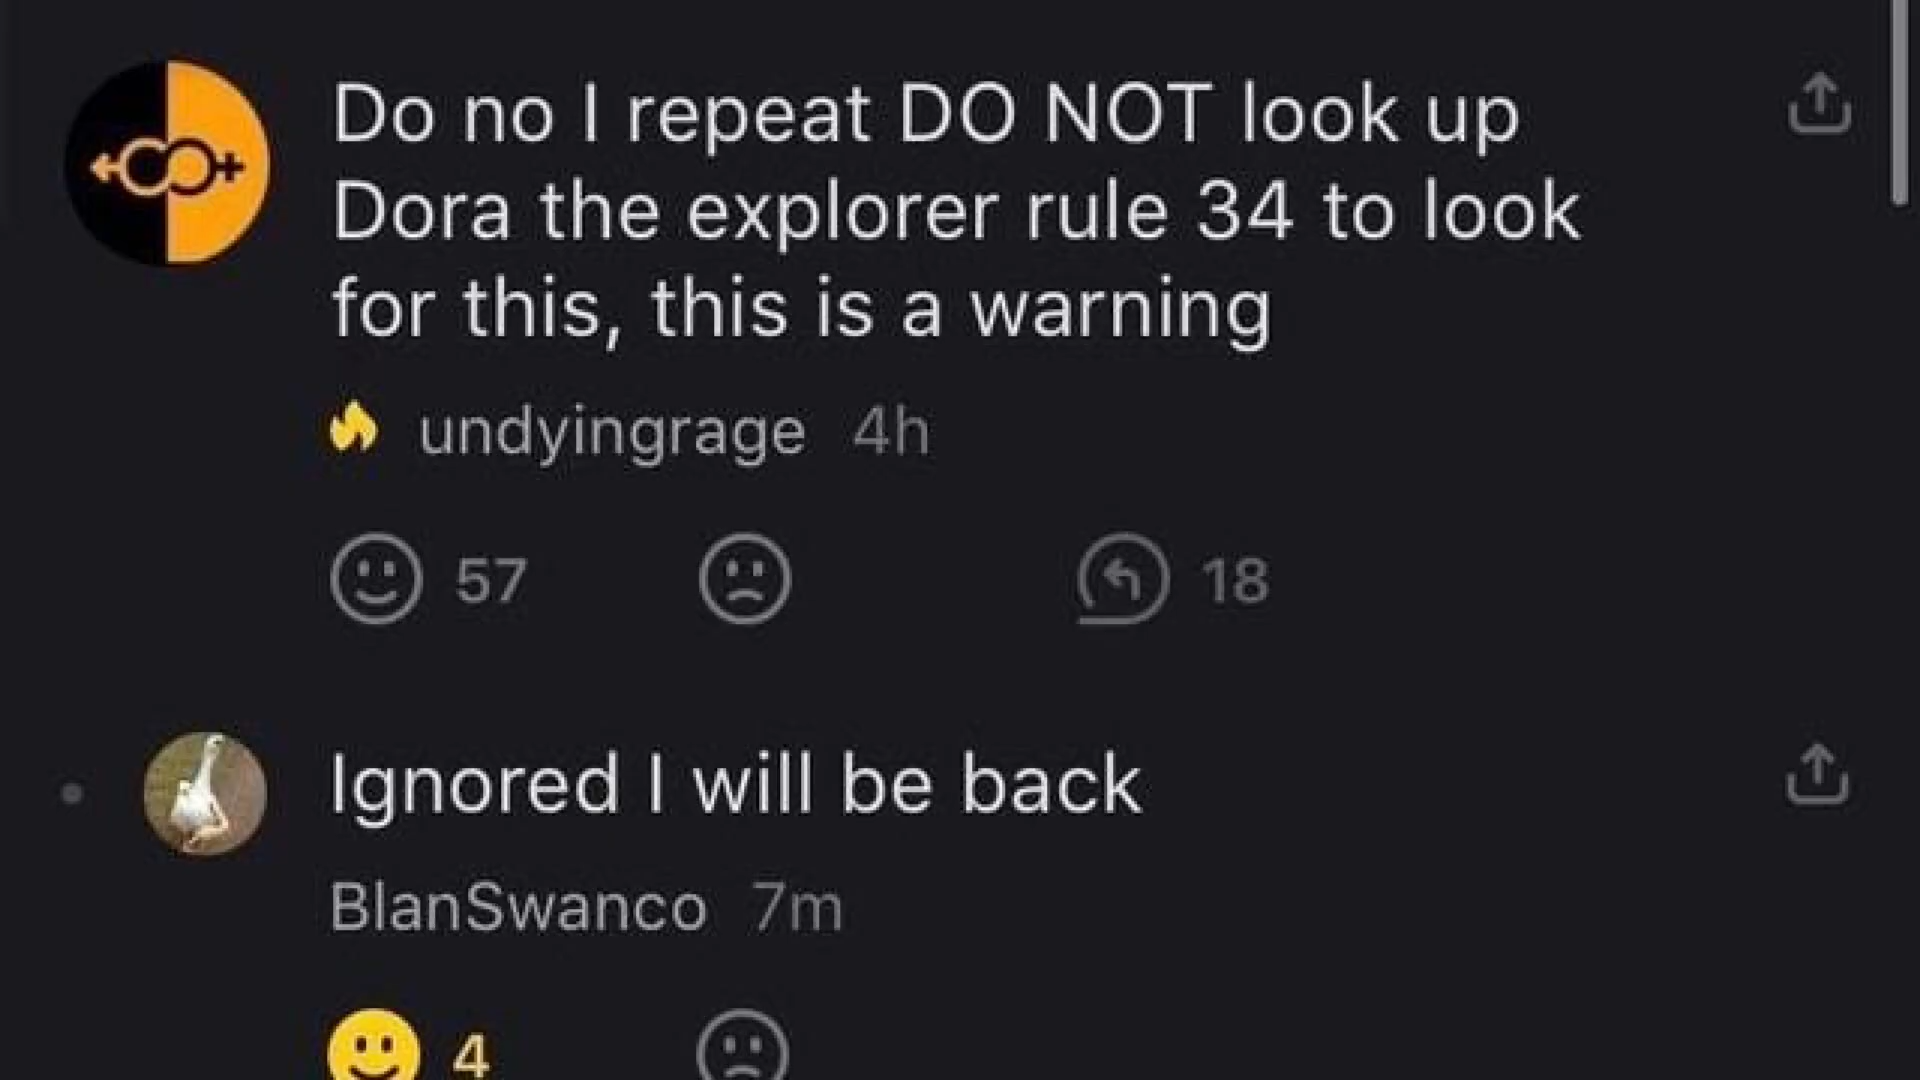 Do no I repeat DO NOT look up
Dora the explorer rule 34 to look
for this, this is a warning
undyingrage 4h
57 18
Ignored I will be back
BlanSwanco 7m
4